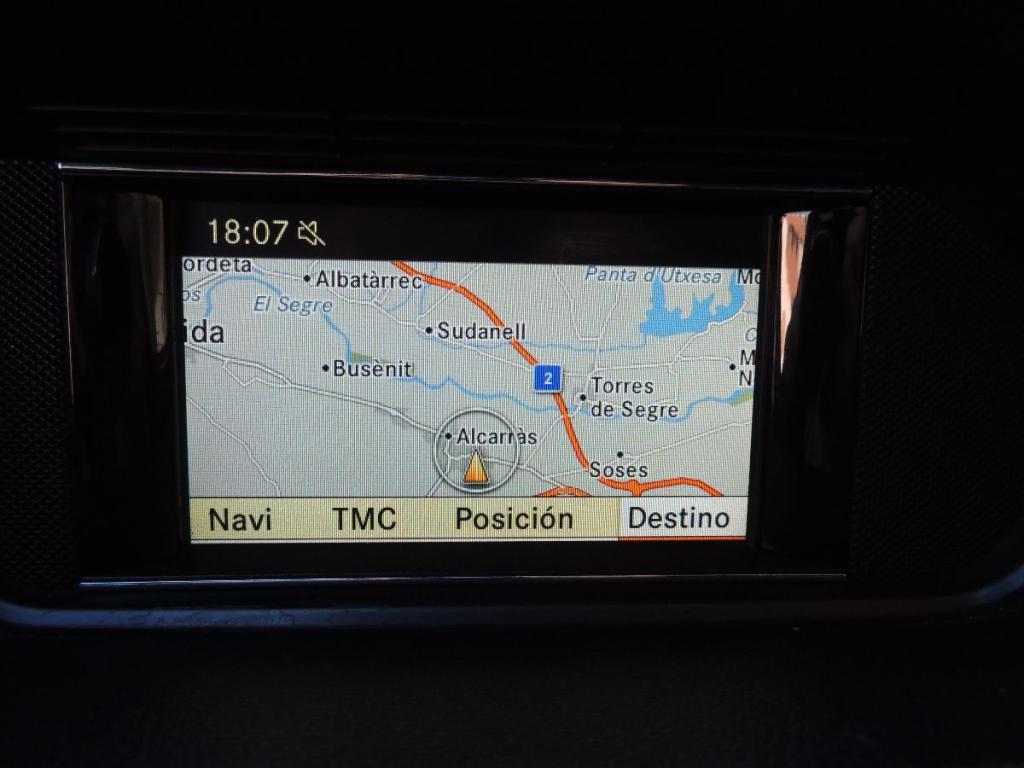 18:07
ordeta
Albatàrrec
Panta d'Utxesa
El Segre
ida
Sudanell
Busènit
2
Torres
de Segre
Alcarràs
Soses
Navi TMC Posición Destino